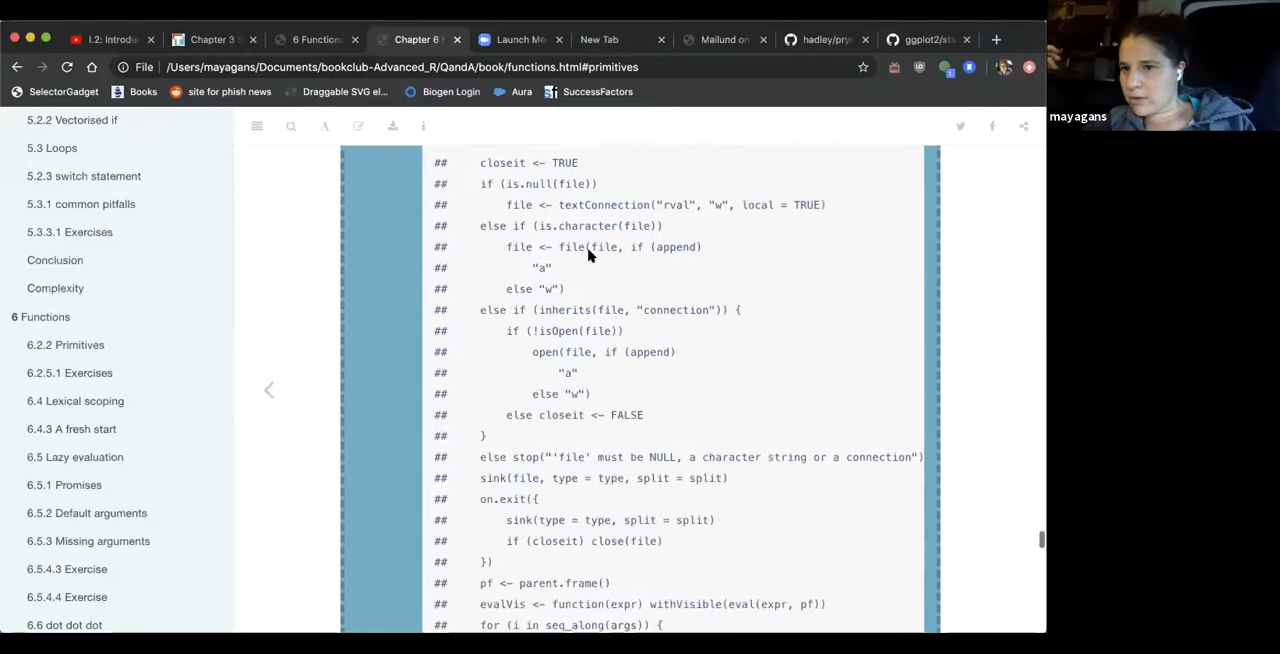 I.2: Introdu
Chapter 3 S
6 Function
Chapter 6 F
Launch Me
New Tab
Mailund on
hadley/pry
ggplot2/sta
File
/Users/mayagans/Documents/bookclub-Advanced_R/QandA/book/functions.html#primitives
SelectorGadget
Books
site for phish news
Draggable SVG el...
Biogen Login
Aura
SuccessFactors
mayagans
5.2.2 Vectorised if
5.3 Loops
5.2.3 switch statement
5.3.1 common pitfalls
5.3.3.1 Exercises
Conclusion
Complexity
6 Functions
6.2.2 Primitives
6.2.5.1 Exercises
6.4 Lexical scoping
6.4.3 A fresh start
6.5 Lazy evaluation
6.5.1 Promises
6.5.2 Default arguments
6.5.3 Missing arguments
6.5.4.3 Exercise
6.5.4.4 Exercise
6.6 dot dot dot
## closeit <- TRUE
## if (is.null(file))
## file <- textConnection("rval", "w", local = TRUE)
## else if (is.character(file))
## file <- file(file, if (append)
## "a"
## else "w")
## else if (inherits(file, "connection")) {
## if (!isOpen(file))
## open(file, if (append)
## "a"
## else "w")
## else closeit <- FALSE
## }
## else stop("'file' must be NULL, a character string or a connection")
## sink(file, type = type, split = split)
## on.exit({
## sink(type = type, split = split)
## if (closeit) close(file)
## })
## pf <- parent.frame()
## evalVis <- function(expr) withVisible(eval(expr, pf))
## for (i in seq_along(args)) {